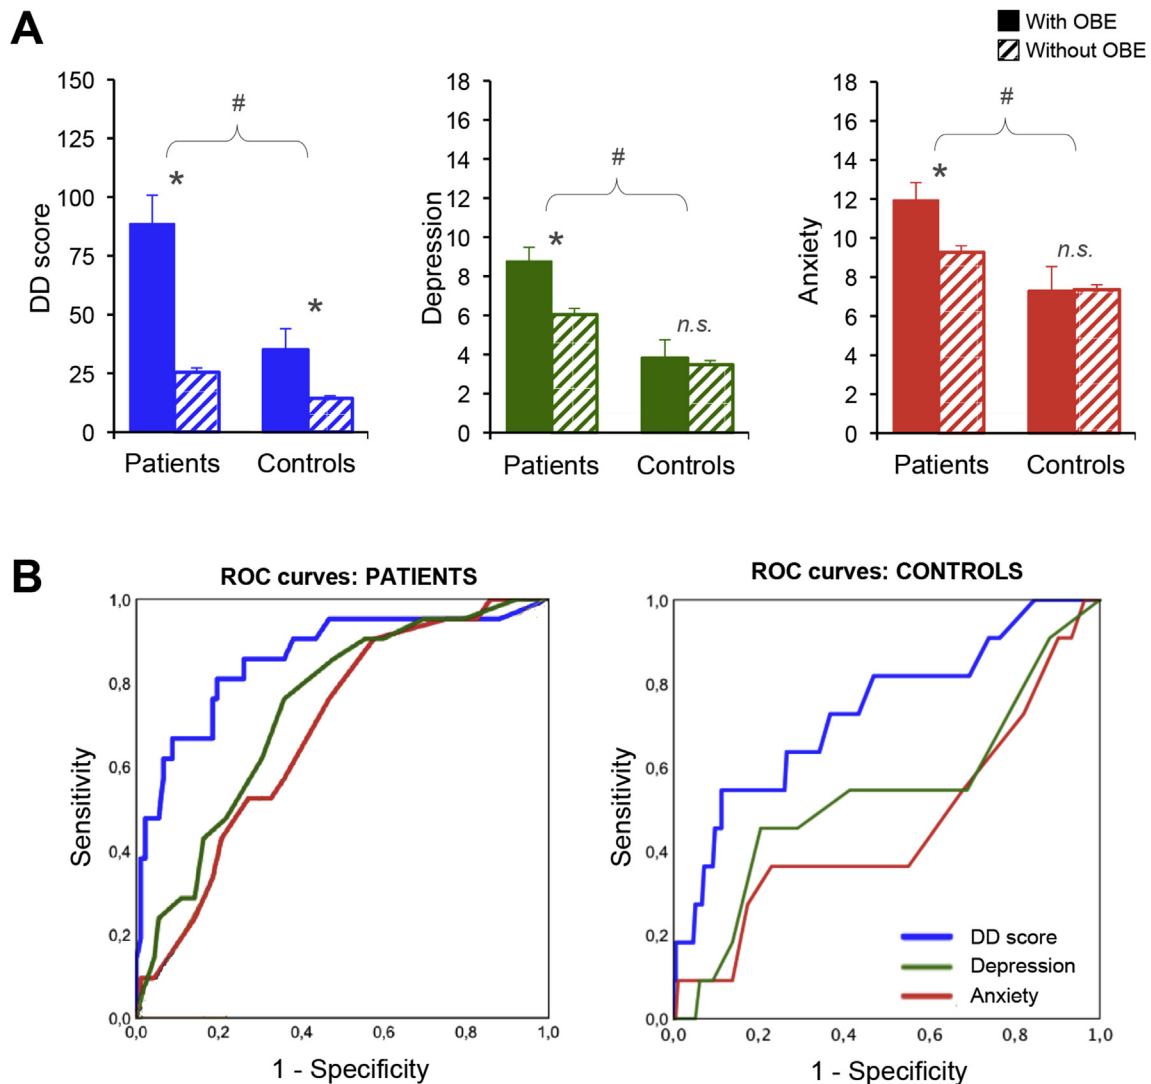 A
With OBE
Without OBE
DD score
150
125
100
75
50
25
0
#
*
*
Patients
Controls
Depression
18
16
14
12
10
8
6
4
2
0
#
*
n.s.
Patients
Controls
Anxiety
18
16
14
12
10
8
6
4
2
0
#
*
n.s.
Patients
Controls
B
ROC curves: PATIENTS
Sensitivity
1,0
0,8
0,6
0,4
0,2
0,0
0,0 0,2 0,4 0,6 0,8 1,0
1 - Specificity
ROC curves: CONTROLS
Sensitivity
1,0
0,8
0,6
0,4
0,2
0,0
DD score
Depression
Anxiety
0,0 0,2 0,4 0,6 0,8 1,0
1 - Specificity